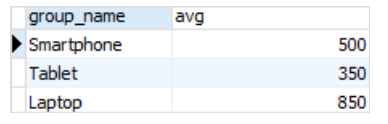 group_name avg
Smartphone 500
Tablet 350
Laptop 850